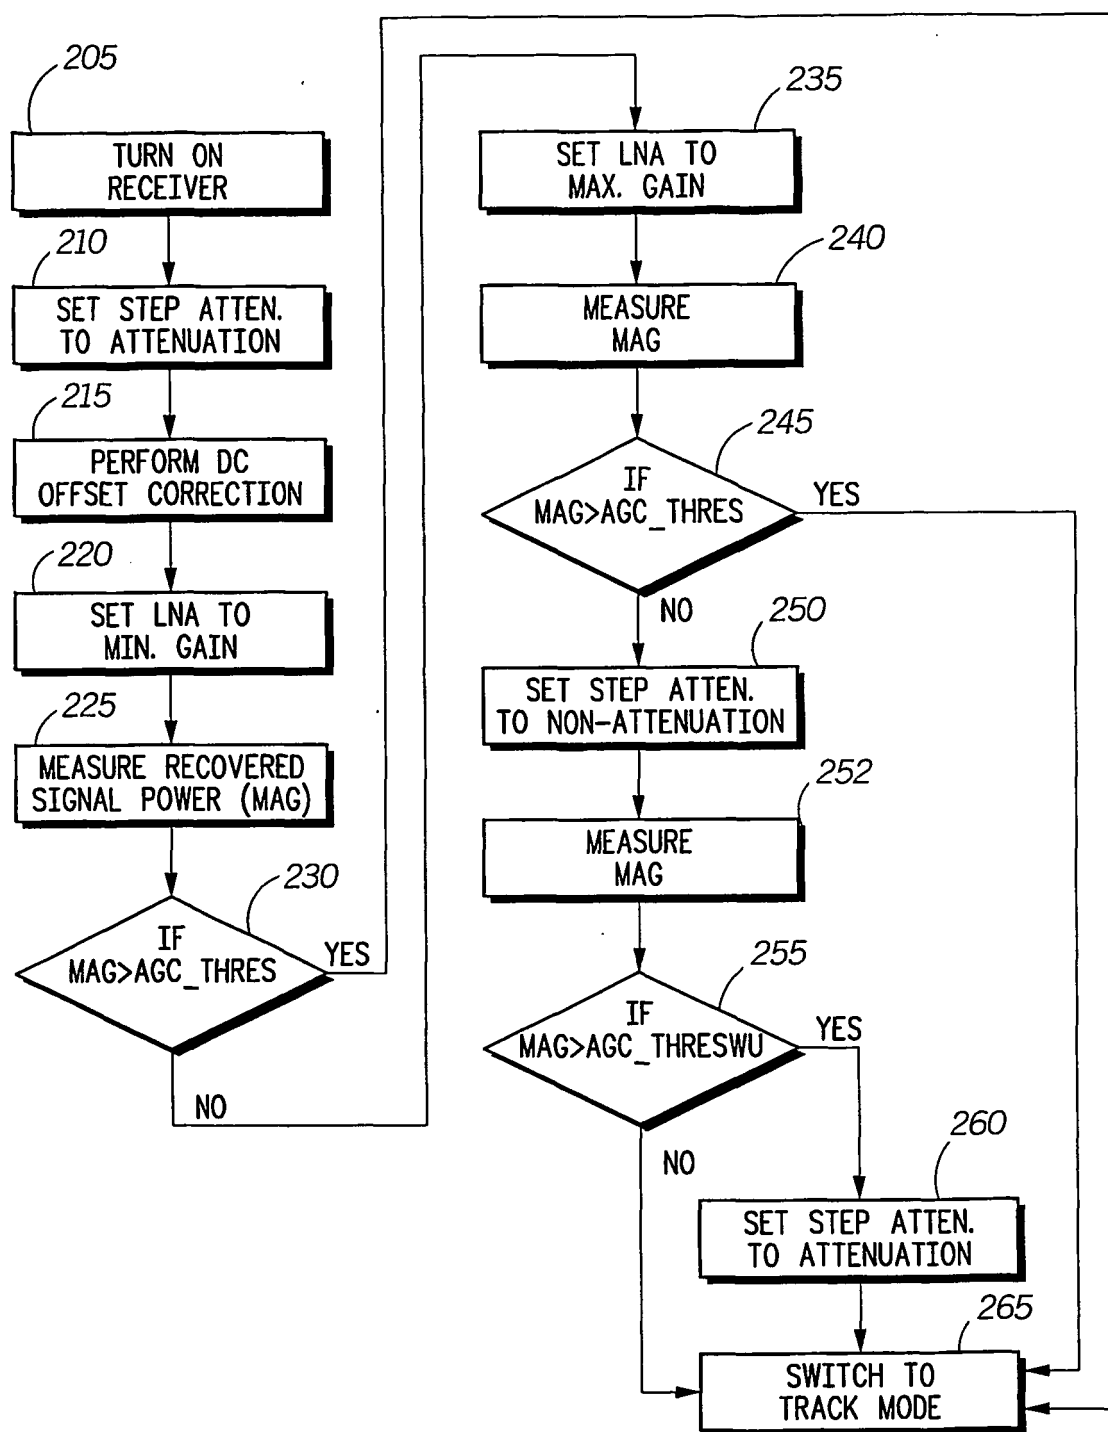 205
TURN ON
RECEIVER
210
SET STEP ATTEN.
TO ATTENUATION
215
PERFORM DC
OFFSET CORRECTION
220
SET LNA TO
MIN. GAIN
225
MEASURE RECOVERED
SIGNAL POWER (MAG)
230
IF
MAG>AGC_THRES
YES
NO
235
SET LNA TO
MAX. GAIN
240
MEASURE
MAG
245
IF
MAG>AGC_THRES
YES
NO
250
SET STEP ATTEN.
TO NON-ATTENUATION
252
MEASURE
MAG
255
IF
MAG>AGC_THRESWU
YES
NO
260
SET STEP ATTEN.
TO ATTENUATION
265
SWITCH TO
TRACK MODE